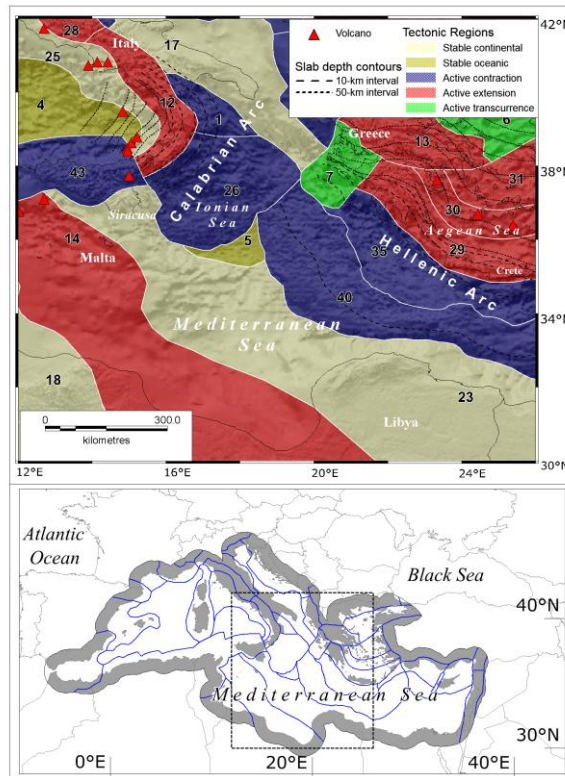 42°N
28
Italy
17
25
Volcano
Slab depth contours
10-km interval
50-km interval
Tectonic Regions
Stable continental
Stable oceanic
Active contraction
Active extension
Active transcurrence
4
12
1
Greece
13
6
43
Calabrian Arc
7
38°N
31
26
Ionian
Sea
Siracusa
30
Aegean Sea
14
Malta
5
35
29
Hellenic Arc
Crete
40
Mediterranean
Sea
34°N
18
23
Libya
0 300.0
kilometres
12°E 16°E 20°E 24°E
30°N
Atlantic
Ocean
Black Sea
40°N
Mediterranean Sea
30°N
0°E 20°E 40°E